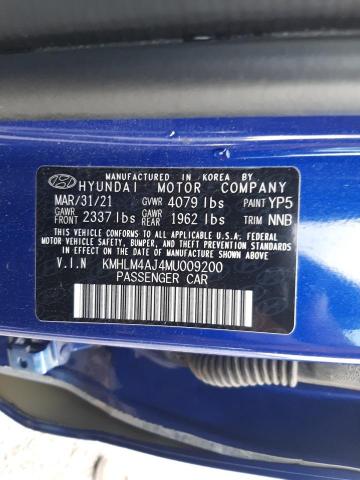 MANUFACTURED IN KOREA BY
HYUNDAI MOTOR COMPANY
MAR/31/21 GVWR 4079 lbs PAINT YP5
GAWR FRONT 2337 lbs GAWR REAR 1962 lbs TRIM NNB
THIS VEHICLE CONFORMS TO ALL APPLICABLE U.S.A. FEDERAL
MOTOR VEHICLE SAFETY, BUMPER, AND THEFT PREVENTION STANDARDS
IN EFFECT ON THE DATE OF MANUFACTURE SHOWN ABOVE.
V.I.N KMHLM4AJ4MU009200
PASSENGER CAR